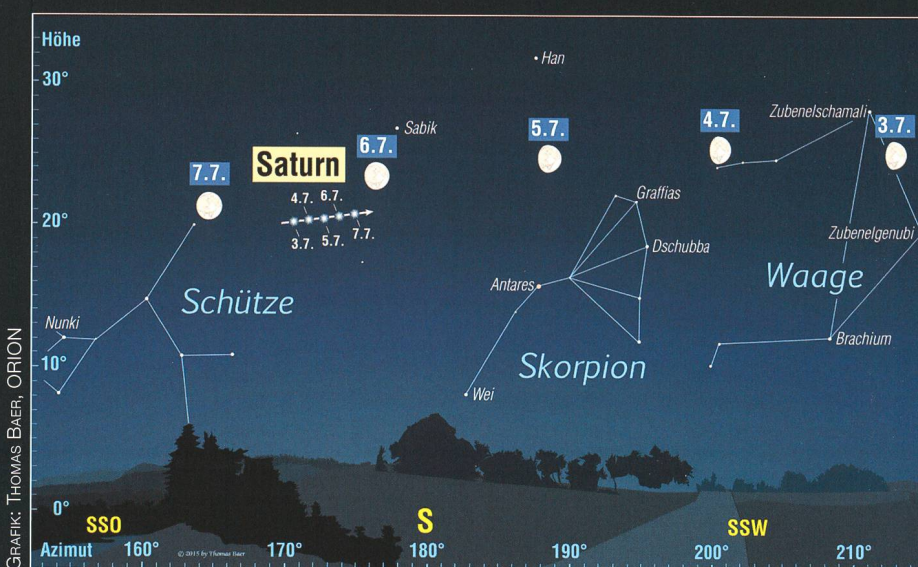 Höhe
30°
Han
Zubenelschamali
3.7.
4.7.
5.7.
Sabik
6.7.
Saturn
7.7.
4.7. 6.7.
3.7. 5.7. 7.7.
20°
Graffias
Zubenelgenubi
Dschubba
Waage
Antares
Schütze
Nunki
Brachium
10°
Skorpion
Wei
0°
SSO
S
SSW
Azimut 160° 170° 180° 190° 200° 210°
© 2015 by Thomas Baer
GRAFIK: THOMAS BAER, ORION